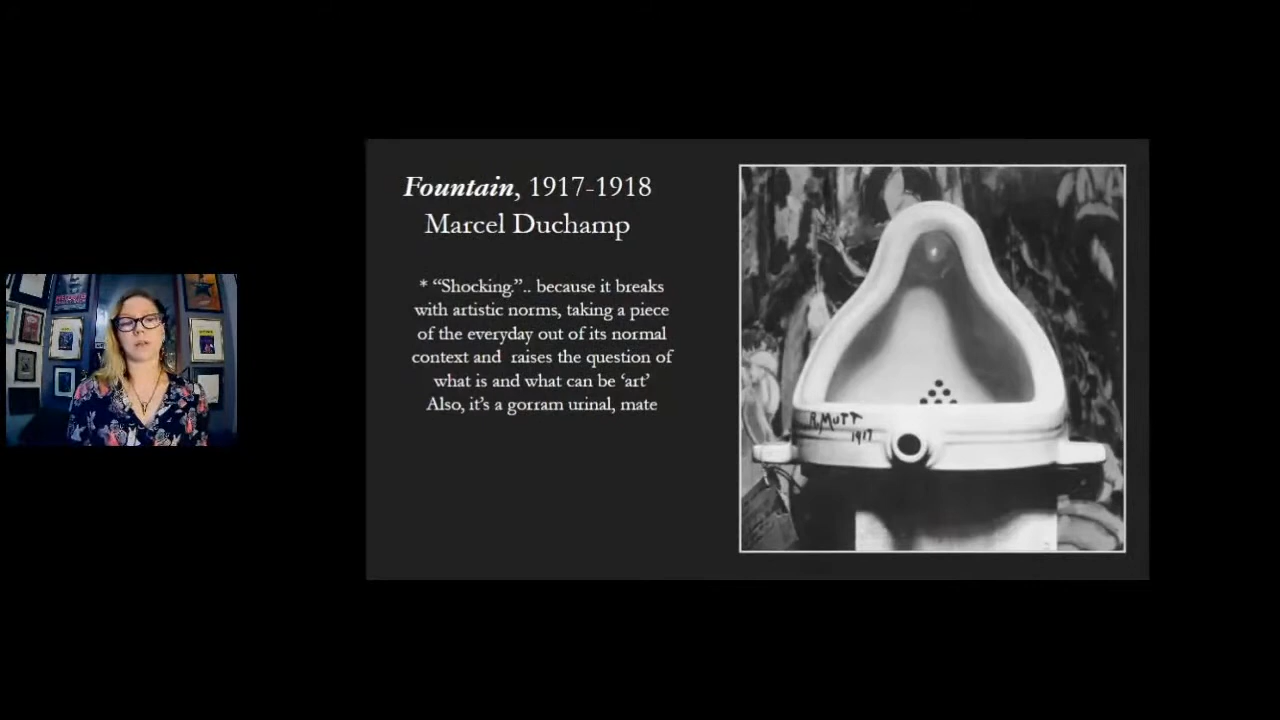 Fountain, 1917-1918
Marcel Duchamp
* “Shocking.”.. because it breaks
with artistic norms, taking a piece
of the everyday out of its normal
context and raises the question of
what is and what can be ‘art’
Also, it’s a gorram urinal, mate
R. MUTT
1917